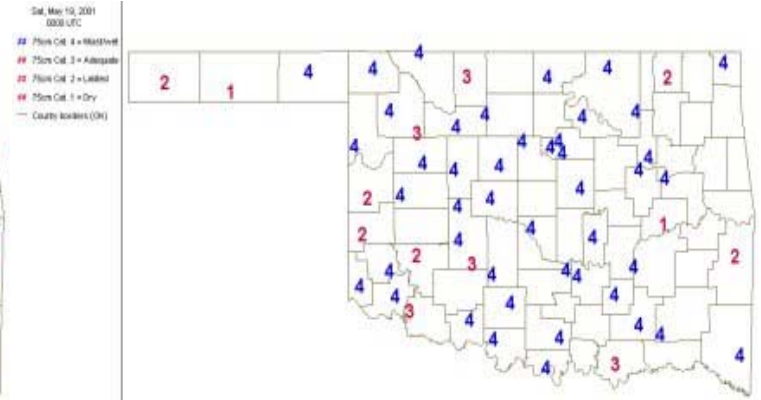 Sat, May 19, 2001
0000 UTC
## 75cm Cat. 4 = Moist/wet
## 75cm Cat. 3 = Adequate
## 75cm Cat. 2 = Limited
## 75cm Cat. 1 = Dry
County borders (OK)
4
4 4 4
4 4 3 4 2
2 1
4 4 4 4
3 4
4 4 4
4 4 4
4 4 4 4 4
4 4
2 4 4
4
4 1
2 4 4
2 2
4 3 4 4 4
4 4
4 4 4
3
4 4 4
4 4
4
4 3